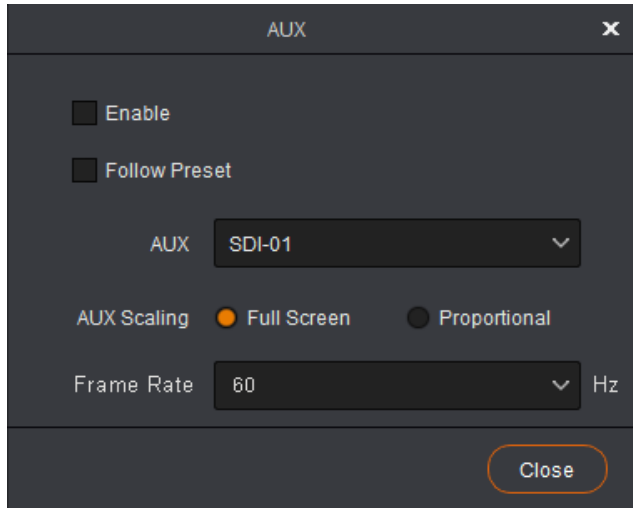 AUX
Enable
Follow Preset
AUX SDI-01
AUX Scaling Full Screen Proportional
Frame Rate 60 Hz
Close